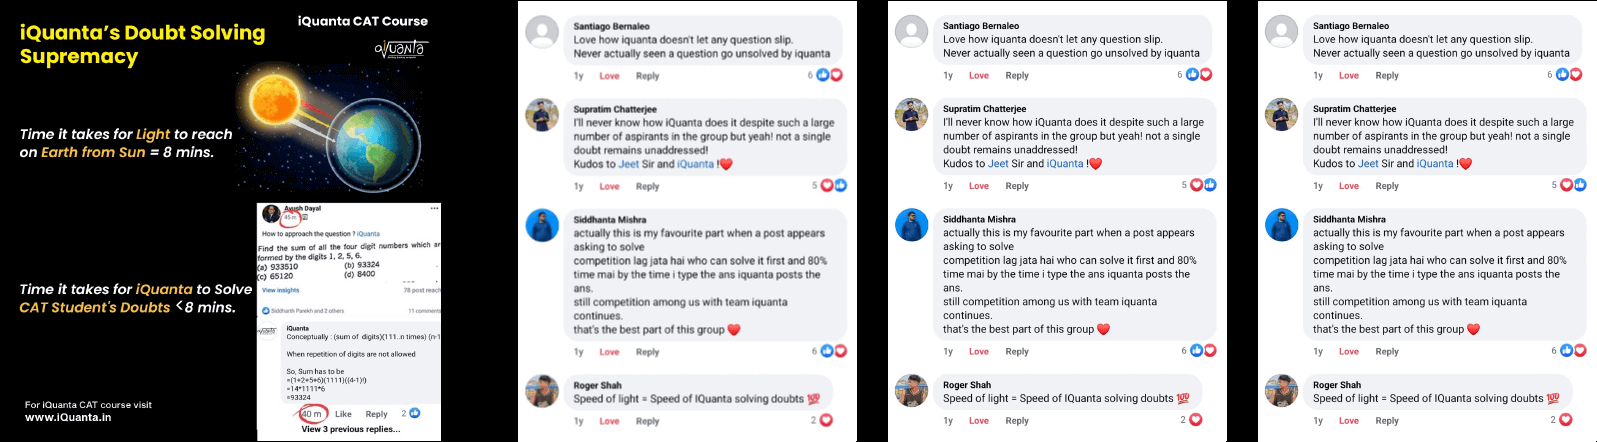 iQuanta's Doubt Solving
Supremacy
iQuanta CAT Course
iQuanta
Time it takes for Light to reach
on Earth from Sun = 8 mins.
Ayush Dayal
45 m
How to approach the question ? iQuanta
Find the sum of all the four digit numbers which are
formed by the digits 1, 2, 5, 6.
(a) 933510
(b) 93324
(c) 65120
(d) 8400
View insights
78 post reach
Siddharth Parekh and 2 others
11 comments
iQuanta
Conceptually : (sum of digits)(111..n times) (n-1
When repetition of digits are not allowed
So, Sum has to be
=(1+2+5+6)(1111)((4-1)!)
=14*1111*6
=93324
40 m Like Reply 2
View 3 previous replies...
Time it takes for iQuanta to Solve
CAT Student's Doubts <8 mins.
For iQuanta CAT course visit
www.iQuanta.in
Santiago Bernaleo
Love how iquanta doesn't let any question slip.
Never actually seen a question go unsolved by iquanta
1y Love Reply 6
Supratim Chatterjee
I'll never know how iQuanta does it despite such a large
number of aspirants in the group but yeah! not a single
doubt remains unaddressed!
Kudos to Jeet Sir and iQuanta !❤️
1y Love Reply 5
Siddhanta Mishra
actually this is my favourite part when a post appears
asking to solve
competition lag jata hai who can solve it first and 80%
time mai by the time i type the ans iquanta posts the
ans.
still competition among us with team iquanta
continues.
that's the best part of this group ❤️
1y Love Reply 6
Roger Shah
Speed of light = Speed of IQuanta solving doubts 💯
1y Love Reply 2
Santiago Bernaleo
Love how iquanta doesn't let any question slip.
Never actually seen a question go unsolved by iquanta
1y Love Reply 6
Supratim Chatterjee
I'll never know how iQuanta does it despite such a large
number of aspirants in the group but yeah! not a single
doubt remains unaddressed!
Kudos to Jeet Sir and iQuanta !❤️
1y Love Reply 5
Siddhanta Mishra
actually this is my favourite part when a post appears
asking to solve
competition lag jata hai who can solve it first and 80%
time mai by the time i type the ans iquanta posts the
ans.
still competition among us with team iquanta
continues.
that's the best part of this group ❤️
1y Love Reply 6
Roger Shah
Speed of light = Speed of IQuanta solving doubts 💯
1y Love Reply 2
Santiago Bernaleo
Love how iquanta doesn't let any question slip.
Never actually seen a question go unsolved by iquanta
1y Love Reply 6
Supratim Chatterjee
I'll never know how iQuanta does it despite such a large
number of aspirants in the group but yeah! not a single
doubt remains unaddressed!
Kudos to Jeet Sir and iQuanta !❤️
1y Love Reply 5
Siddhanta Mishra
actually this is my favourite part when a post appears
asking to solve
competition lag jata hai who can solve it first and 80%
time mai by the time i type the ans iquanta posts the
ans.
still competition among us with team iquanta
continues.
that's the best part of this group ❤️
1y Love Reply 6
Roger Shah
Speed of light = Speed of IQuanta solving doubts 💯
1y Love Reply 2